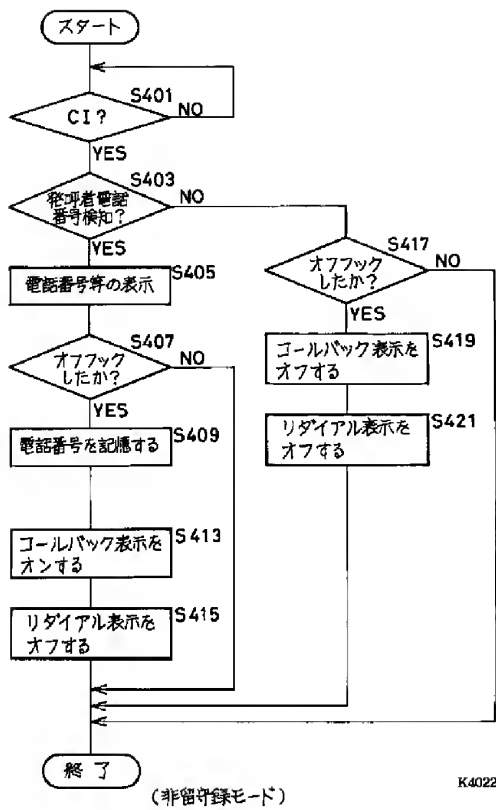 スタート
S401
CI?
NO
YES
S403
発呼者電話
番号検知?
NO
YES
S405
電話番号等の表示
S407
オフフック
したか?
NO
YES
S409
電話番号を記憶する
S413
コールバック表示を
オンする
S415
リダイアル表示を
オフする
S417
オフフック
したか?
NO
YES
S419
コールバック表示を
オフする
S421
リダイアル表示を
オフする
終了
(非留守録モード)
K4022